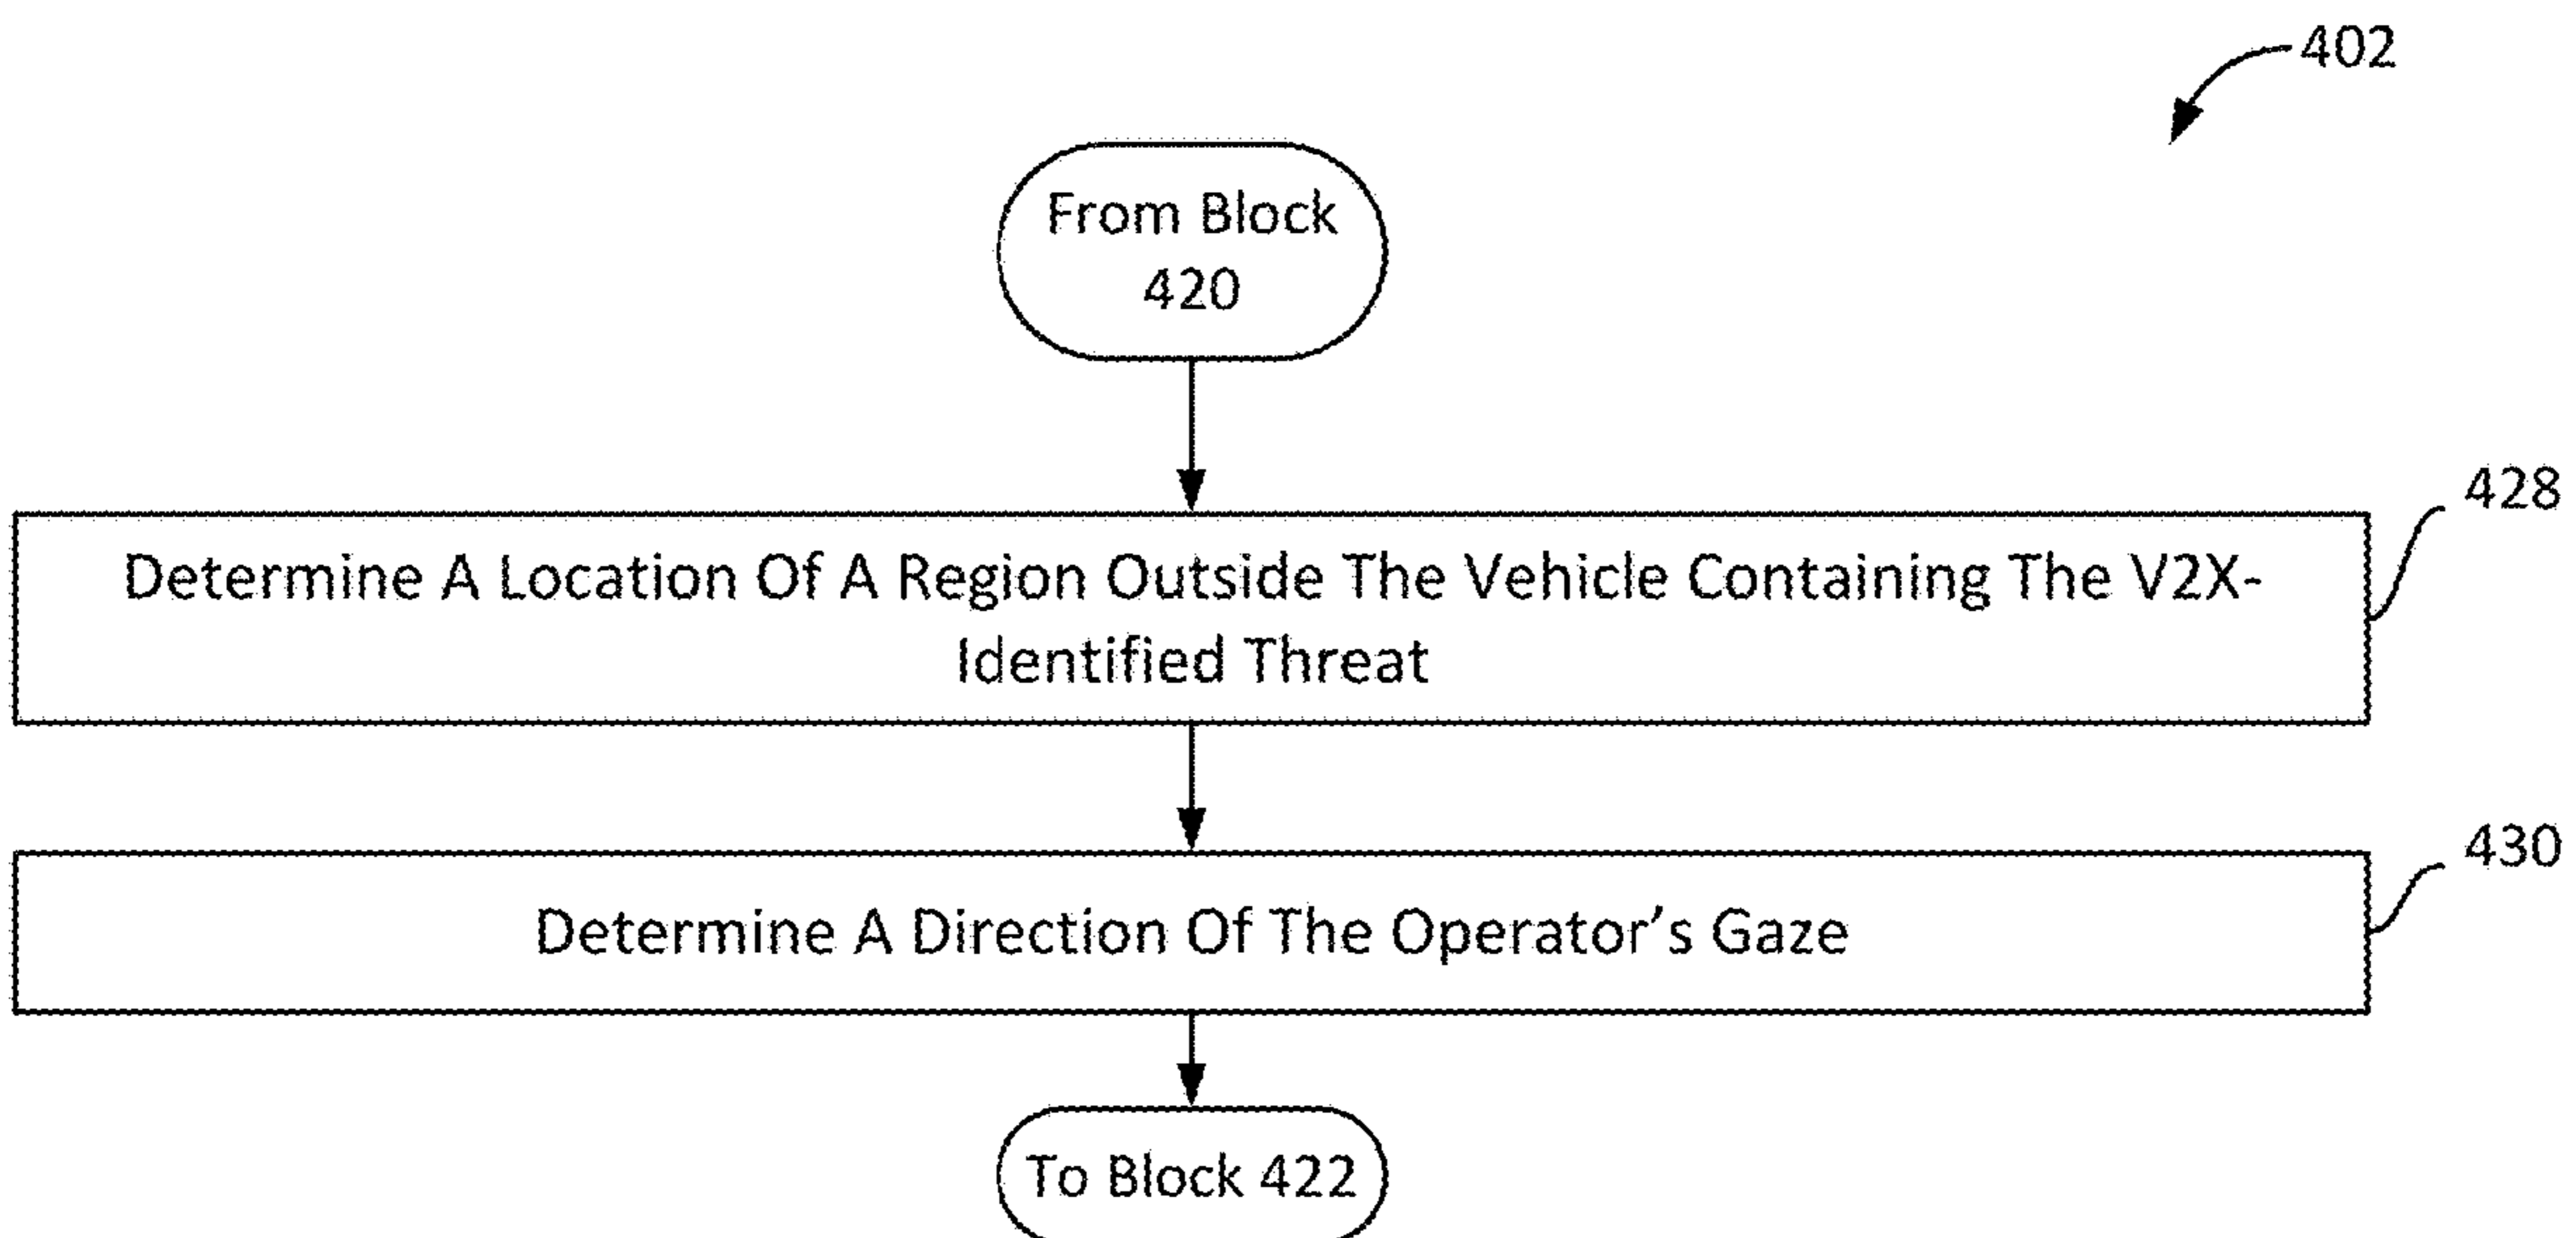 402
From Block
420
428
Determine A Location Of A Region Outside The Vehicle Containing The V2X-
Identified Threat
430
Determine A Direction Of The Operator's Gaze
To Block 422